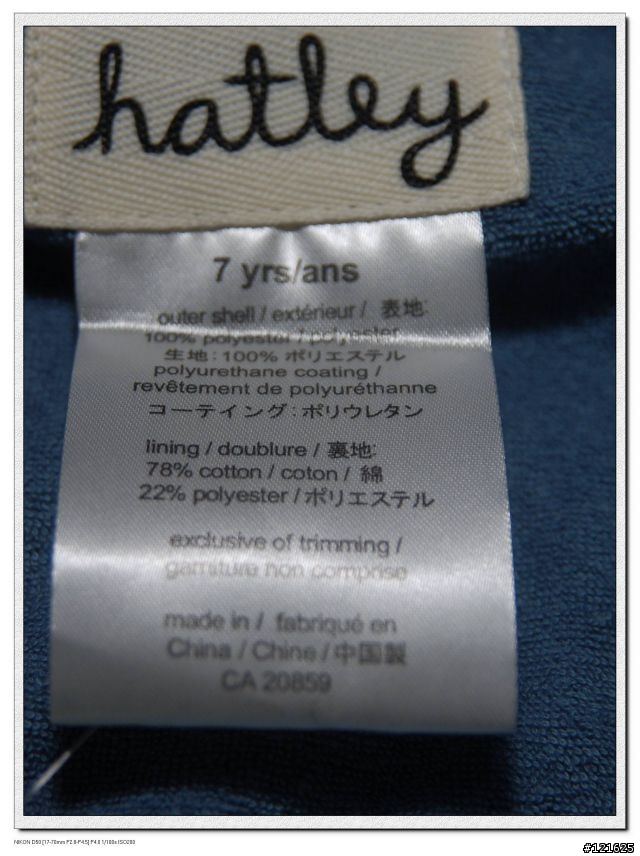 hatley
7 yrs/ans
outer shell / extérieur / 表地:
100% polyester / polyester
生地: 100% ポリエステル
polyurethane coating /
revêtement de polyuréthanne
コーティング: ポリウレタン
lining / doublure / 裏地:
78% cotton / coton / 綿
22% polyester / ポリエステル
exclusive of trimming /
garniture non comprise
made in / fabriqué en
China / Chine / 中国製
CA 20859
#121625